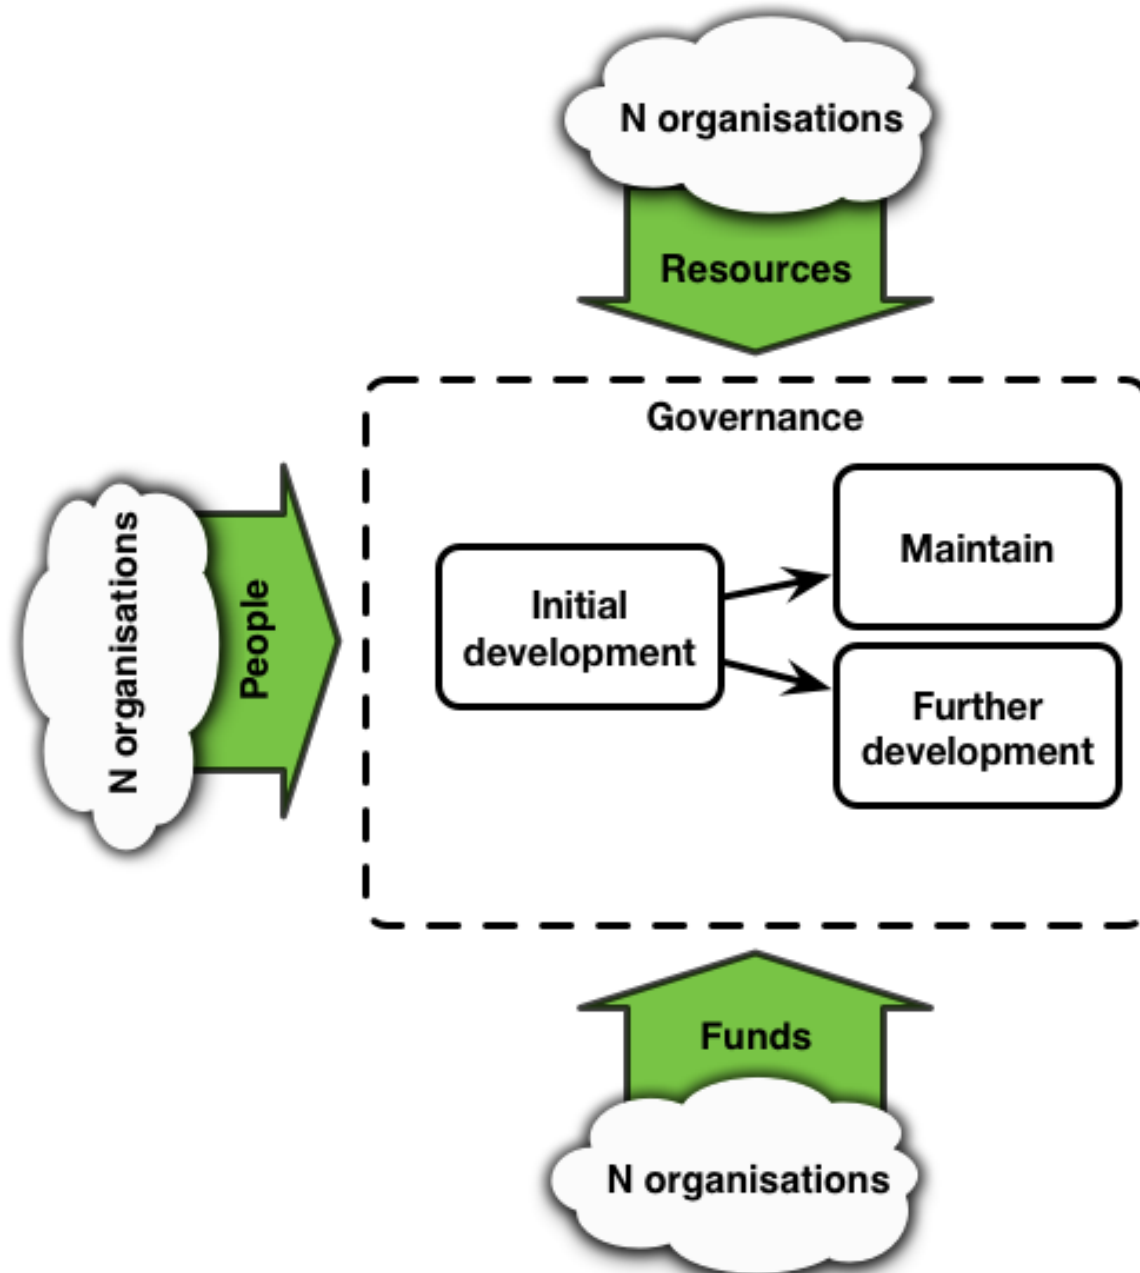 N organisations
Resources
Governance
N organisations
People
Initial
development
Maintain
Further
development
Funds
N organisations